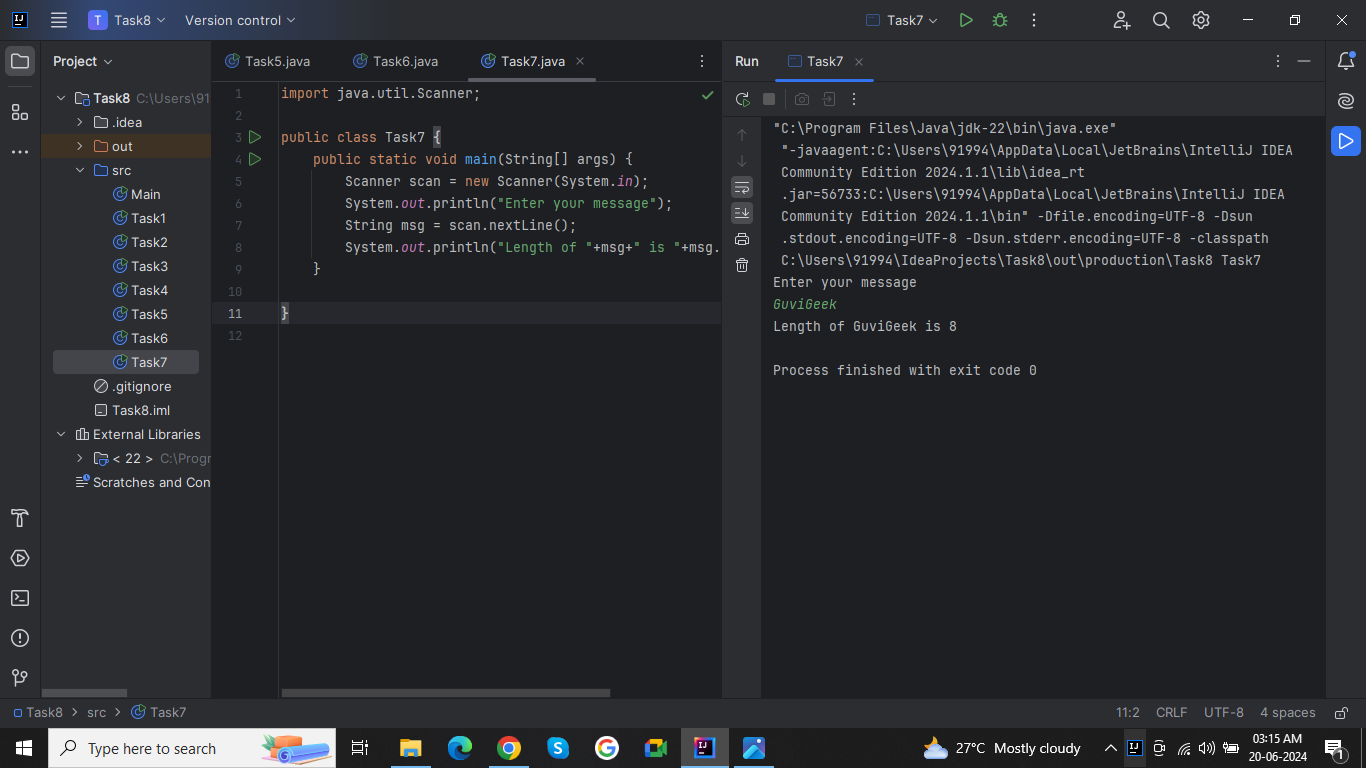 IJ
T Task8 Version control
Task7
Project
Task5.java Task6.java Task7.java
Run Task7
Task8 C:\Users\91
.idea
out
src
Main
Task1
Task2
Task3
Task4
Task5
Task6
Task7
.gitignore
Task8.iml
External Libraries
< 22 > C:\Progr
Scratches and Con
1 import java.util.Scanner;
2
3 public class Task7 {
4 public static void main(String[] args) {
5 Scanner scan = new Scanner(System.in);
6 System.out.println("Enter your message");
7 String msg = scan.nextLine();
8 System.out.println("Length of "+msg+" is "+msg.
9 }
10
11 }
12
"C:\Program Files\Java\jdk-22\bin\java.exe"
"-javaagent:C:\Users\91994\AppData\Local\JetBrains\IntelliJ IDEA
Community Edition 2024.1.1\lib\idea_rt
.jar=56733:C:\Users\91994\AppData\Local\JetBrains\IntelliJ IDEA
Community Edition 2024.1.1\bin" -Dfile.encoding=UTF-8 -Dsun
.stdout.encoding=UTF-8 -Dsun.stderr.encoding=UTF-8 -classpath
C:\Users\91994\IdeaProjects\Task8\out\production\Task8 Task7
Enter your message
GuviGeek
Length of GuviGeek is 8
Process finished with exit code 0
Task8 > src > Task7
11:2 CRLF UTF-8 4 spaces
Type here to search
S
G
IJ
27°C Mostly cloudy
IJ
03:15 AM
20-06-2024
1